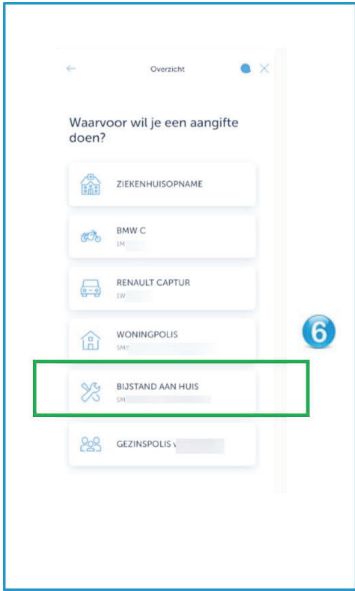 Overzicht
Waarvoor wil je een aangifte
doen?
ZIEKENHUISOPNAME
BMW C
RENAULT CAPTUR
WONINGPOLIS
6
BIJSTAND AAN HUIS
GEZINSPOLIS